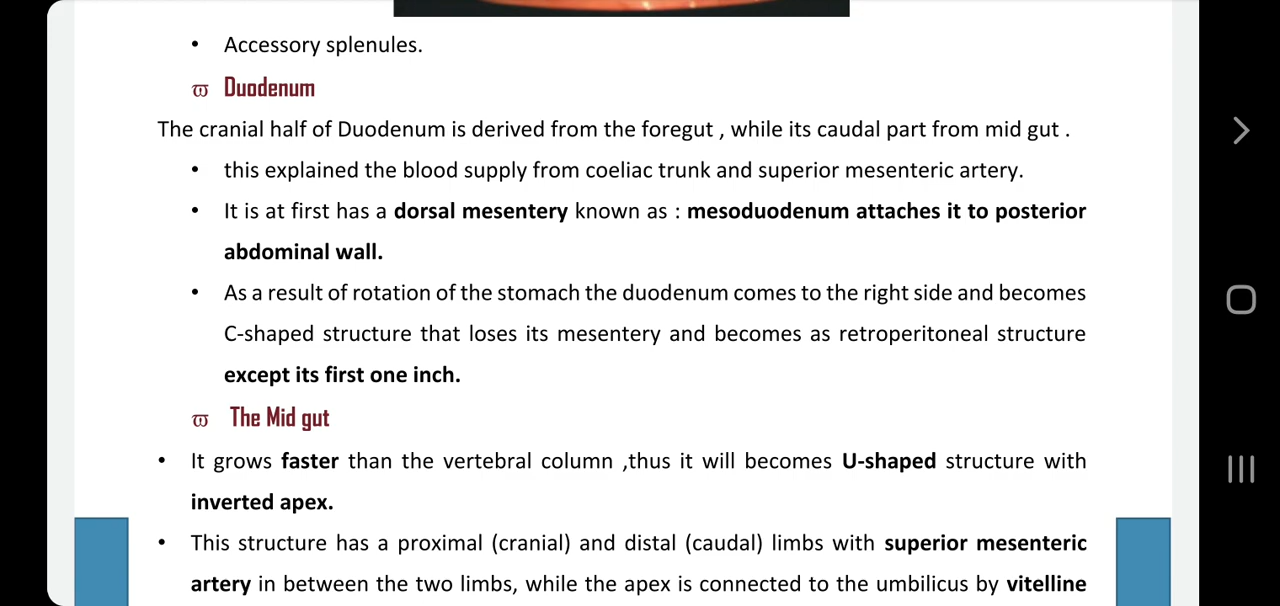 • Accessory splenules.
ϖ Duodenum
The cranial half of Duodenum is derived from the foregut , while its caudal part from mid gut .
• this explained the blood supply from coeliac trunk and superior mesenteric artery.
• It is at first has a dorsal mesentery known as : mesoduodenum attaches it to posterior
abdominal wall.
• As a result of rotation of the stomach the duodenum comes to the right side and becomes
C-shaped structure that loses its mesentery and becomes as retroperitoneal structure
except its first one inch.
ϖ The Mid gut
• It grows faster than the vertebral column ,thus it will becomes U-shaped structure with
inverted apex.
• This structure has a proximal (cranial) and distal (caudal) limbs with superior mesenteric
artery in between the two limbs, while the apex is connected to the umbilicus by vitelline